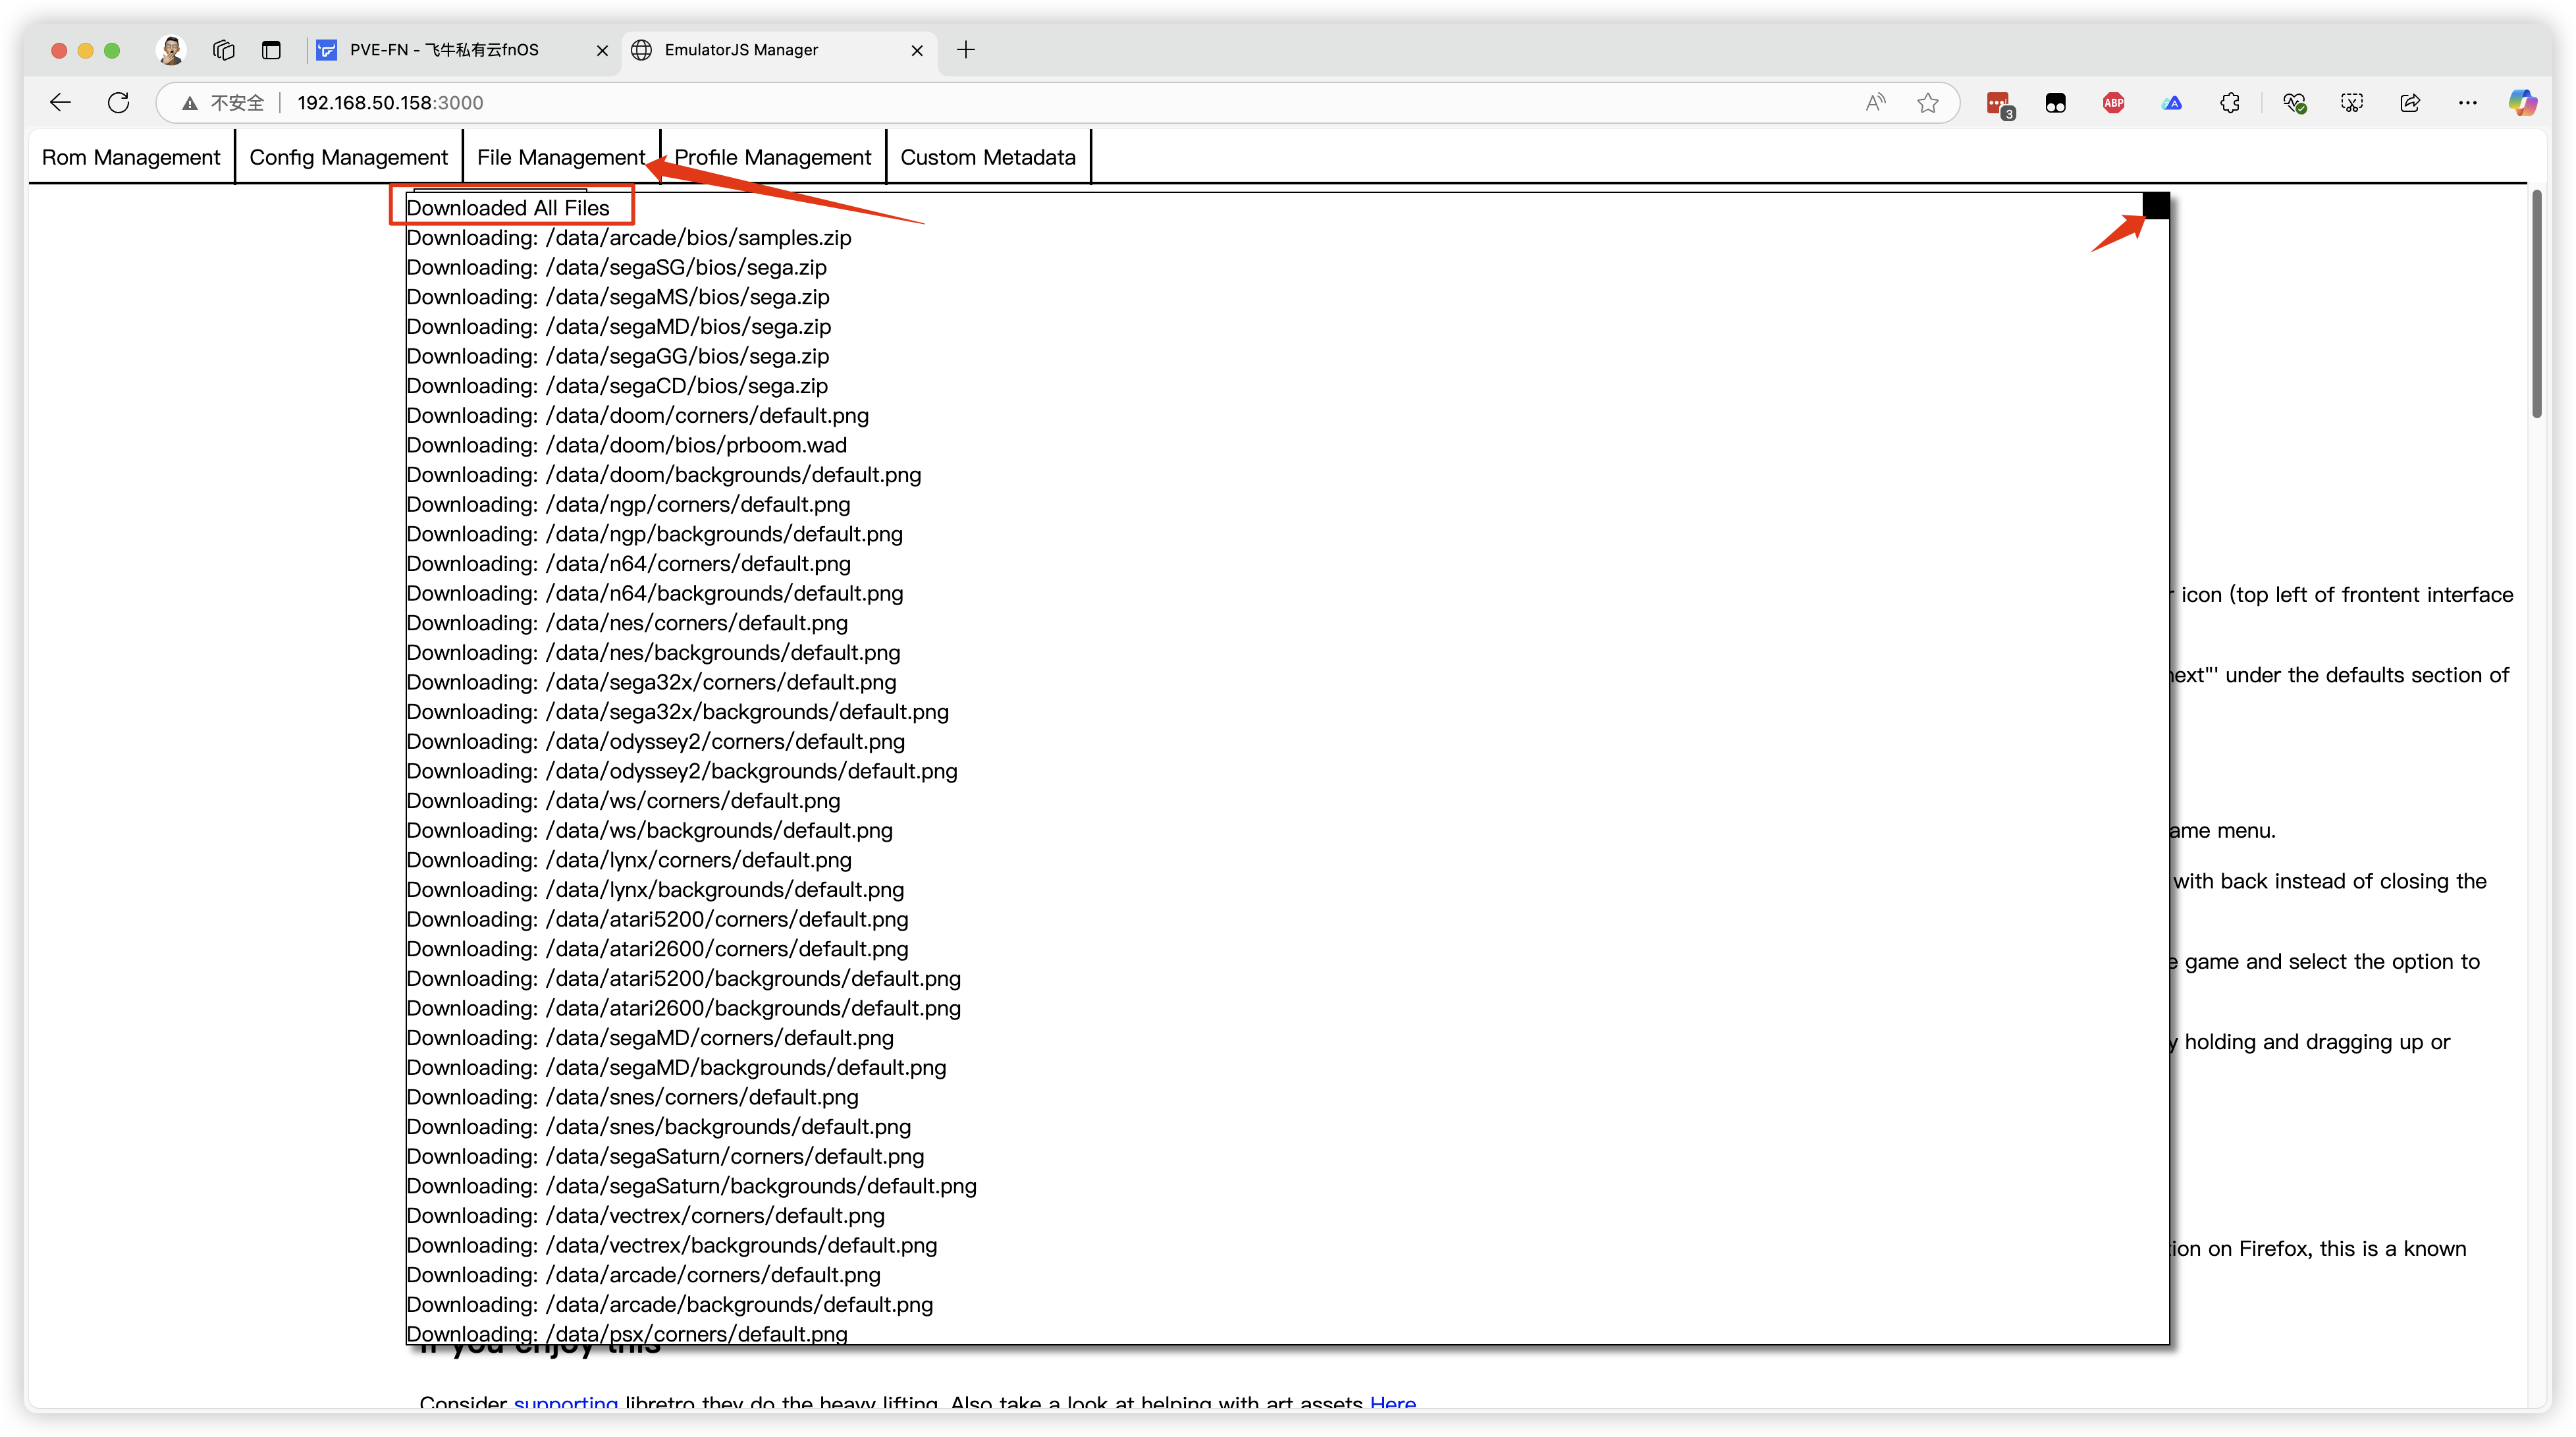 PVE-FN - 飞牛私有云fnOS
EmulatorJS Manager
不安全
192.168.50.158:3000
ABP
3
Rom Management
Config Management
File Management
Profile Management
Custom Metadata
Downloaded All Files
Downloading: /data/arcade/bios/samples.zip
Downloading: /data/segaSG/bios/sega.zip
Downloading: /data/segaMS/bios/sega.zip
Downloading: /data/segaMD/bios/sega.zip
Downloading: /data/segaGG/bios/sega.zip
Downloading: /data/segaCD/bios/sega.zip
Downloading: /data/doom/corners/default.png
Downloading: /data/doom/bios/prboom.wad
Downloading: /data/doom/backgrounds/default.png
Downloading: /data/ngp/corners/default.png
Downloading: /data/ngp/backgrounds/default.png
Downloading: /data/n64/corners/default.png
Downloading: /data/n64/backgrounds/default.png
r icon (top left of frontent interface
Downloading: /data/nes/corners/default.png
Downloading: /data/nes/backgrounds/default.png
next"' under the defaults section of
Downloading: /data/sega32x/corners/default.png
Downloading: /data/sega32x/backgrounds/default.png
Downloading: /data/odyssey2/corners/default.png
Downloading: /data/odyssey2/backgrounds/default.png
Downloading: /data/ws/corners/default.png
Downloading: /data/ws/backgrounds/default.png
ame menu.
Downloading: /data/lynx/corners/default.png
Downloading: /data/lynx/backgrounds/default.png
with back instead of closing the
Downloading: /data/atari5200/corners/default.png
Downloading: /data/atari2600/corners/default.png
e game and select the option to
Downloading: /data/atari5200/backgrounds/default.png
Downloading: /data/atari2600/backgrounds/default.png
Downloading: /data/segaMD/corners/default.png
y holding and dragging up or
Downloading: /data/segaMD/backgrounds/default.png
Downloading: /data/snes/corners/default.png
Downloading: /data/snes/backgrounds/default.png
Downloading: /data/segaSaturn/corners/default.png
Downloading: /data/segaSaturn/backgrounds/default.png
Downloading: /data/vectrex/corners/default.png
Downloading: /data/vectrex/backgrounds/default.png
tion on Firefox, this is a known
Downloading: /data/arcade/corners/default.png
Downloading: /data/arcade/backgrounds/default.png
Downloading: /data/psx/corners/default.png
If you enjoy this
Consider supporting libretro they do the heavy lifting. Also take a look at helping with art assets Here